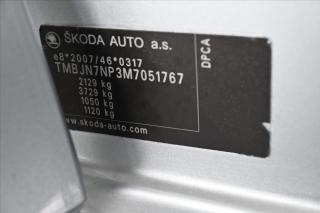 ŠKODA AUTO a.s.
e8*2007/46*0317
TMBJN7NP3M7051767
2129 kg
3729 kg
1050 kg
1120 kg
www.skoda-auto.com
DPCA